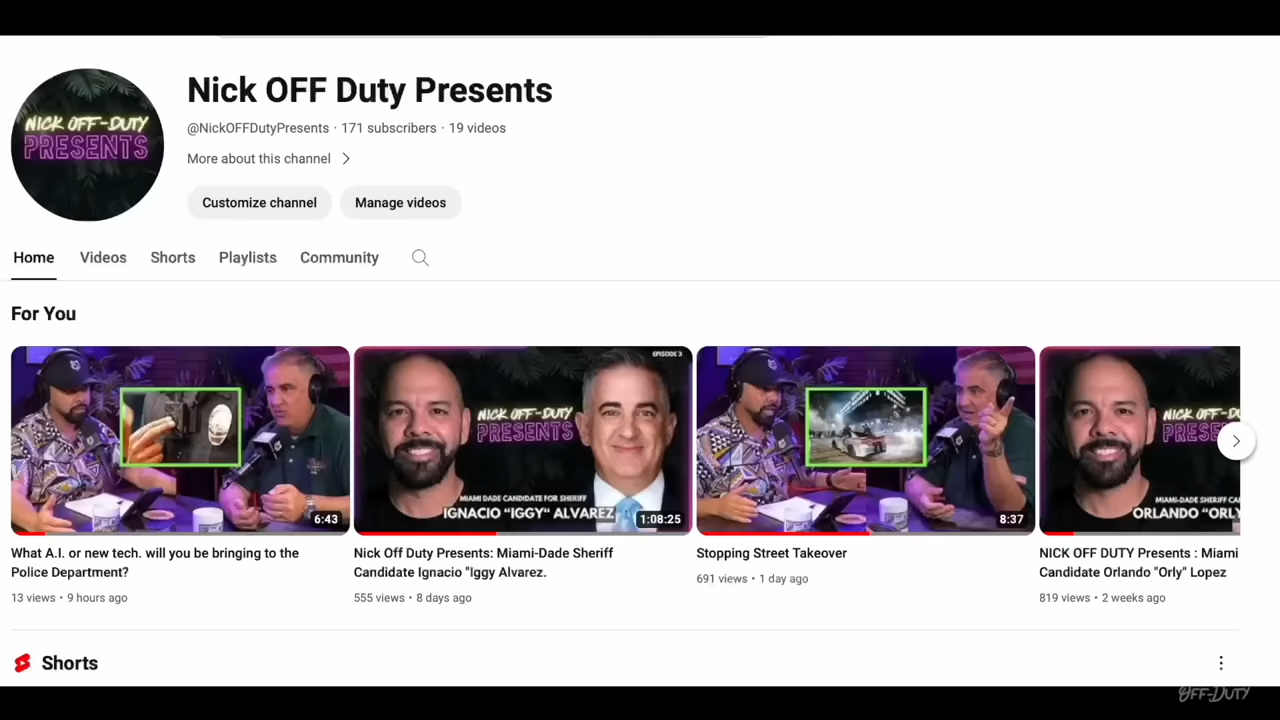 Nick OFF Duty Presents
NICK OFF-DUTY
PRESENTS
@NickOFFDutyPresents · 171 subscribers · 19 videos
More about this channel
Customize channel
Manage videos
Home
Videos
Shorts
Playlists
Community
For You
6:43
EPISODE 3
NICK OFF-DUTY
PRESENTS
MIAMI DADE CANDIDATE FOR SHERIFF
IGNACIO "IGGY" ALVAREZ
1:08:25
8:37
NICK OFF-DU
PRESE
MIAMI-DADE SHERIFF CA
ORLANDO "ORLY
What A.I. or new tech. will you be bringing to the
Police Department?
13 views • 9 hours ago
Nick Off Duty Presents: Miami-Dade Sheriff
Candidate Ignacio "Iggy Alvarez.
555 views • 8 days ago
Stopping Street Takeover
691 views • 1 day ago
NICK OFF DUTY Presents : Miami
Candidate Orlando "Orly" Lopez
819 views • 2 weeks ago
Shorts
OFF-DUTY